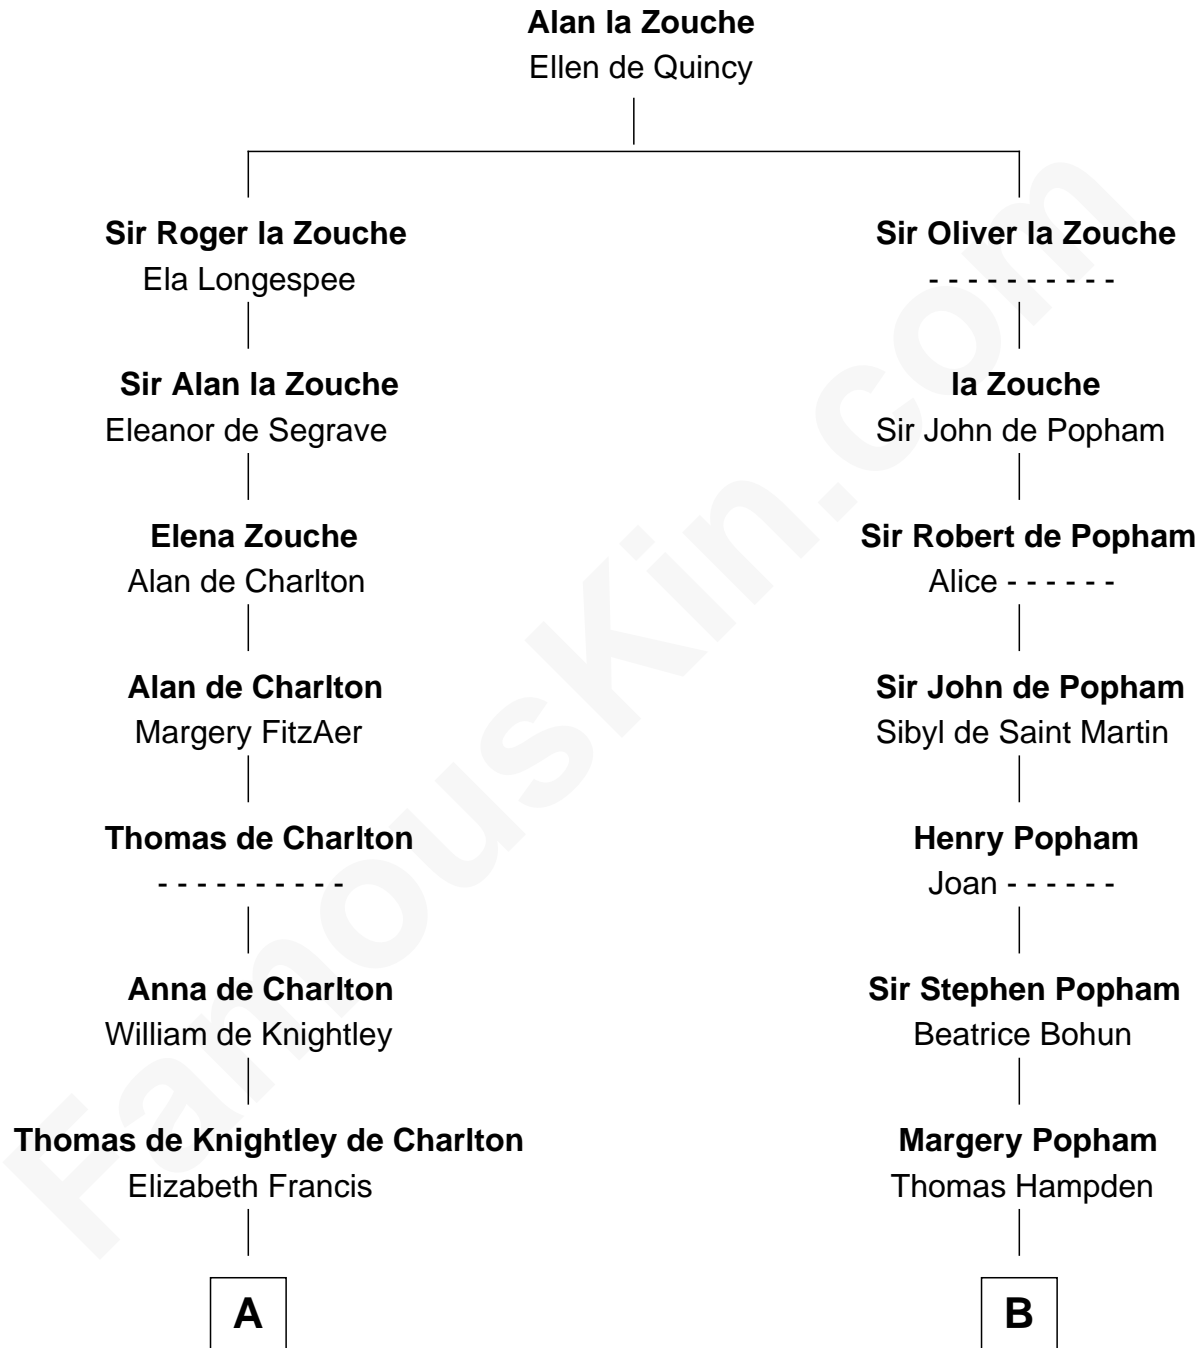 Alan la Zouche
Ellen de Quincy
Sir Roger la Zouche
Ela Longespee
Sir Oliver la Zouche
- - - - - - - - - -
Sir Alan la Zouche
Eleanor de Segrave
la Zouche
Sir John de Popham
Elena Zouche
Alan de Charlton
Sir Robert de Popham
Alice - - - - - -
Alan de Charlton
Margery FitzAer
Sir John de Popham
Sibyl de Saint Martin
Thomas de Charlton
- - - - - - - - - -
Henry Popham
Joan - - - - - -
Anna de Charlton
William de Knightley
Sir Stephen Popham
Beatrice Bohun
Thomas de Knightley de Charlton
Elizabeth Francis
Margery Popham
Thomas Hampden
A
B
FamousKin.com